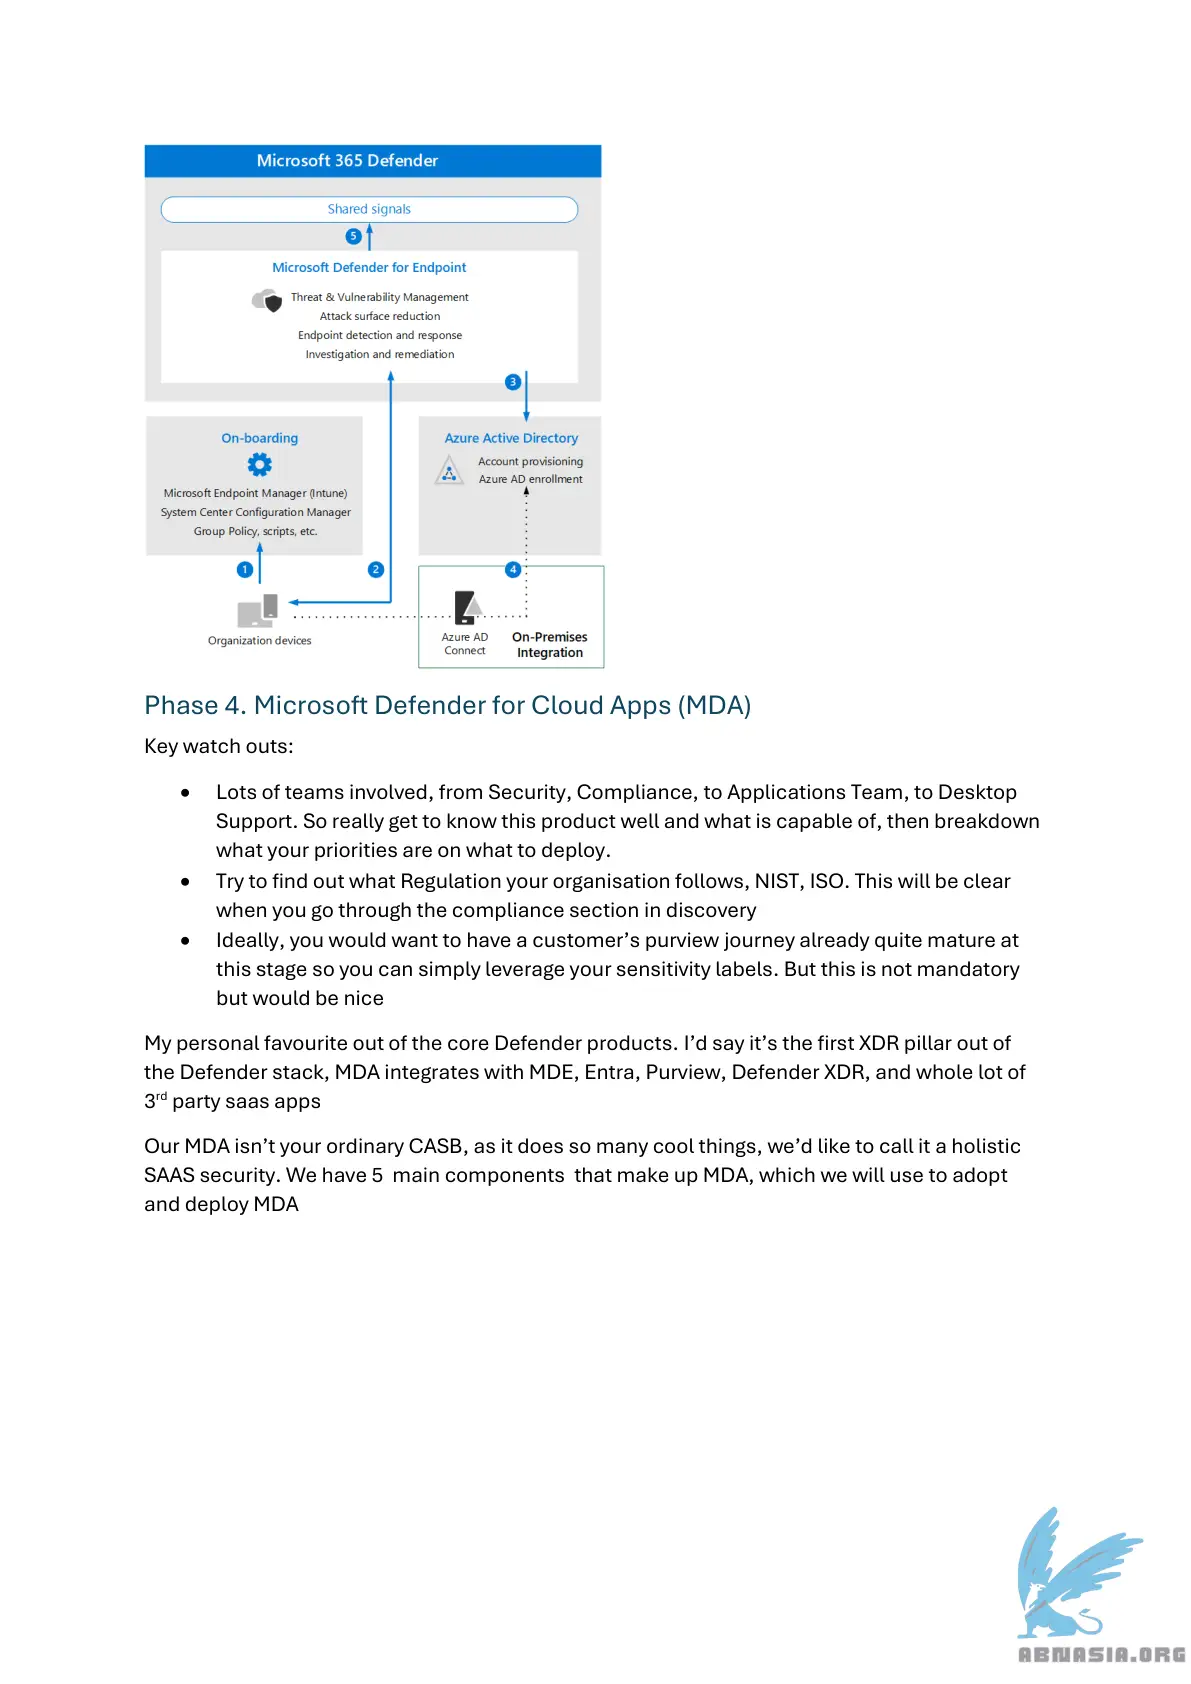 Microsoft 365 Defender
Shared signals
5
Microsoft Defender for Endpoint
Threat & Vulnerability Management
Attack surface reduction
Endpoint detection and response
Investigation and remediation
3
On-boarding
Microsoft Endpoint Manager (Intune)
System Center Configuration Manager
Group Policy, scripts, etc.
Azure Active Directory
Account provisioning
Azure AD enrollment
1
2
4
Organization devices
Azure AD
Connect
On-Premises
Integration
Phase 4. Microsoft Defender for Cloud Apps (MDA)
Key watch outs:
• Lots of teams involved, from Security, Compliance, to Applications Team, to Desktop
Support. So really get to know this product well and what is capable of, then breakdown
what your priorities are on what to deploy.
• Try to find out what Regulation your organisation follows, NIST, ISO. This will be clear
when you go through the compliance section in discovery
• Ideally, you would want to have a customer’s purview journey already quite mature at
this stage so you can simply leverage your sensitivity labels. But this is not mandatory
but would be nice
My personal favourite out of the core Defender products. I’d say it’s the first XDR pillar out of
the Defender stack, MDA integrates with MDE, Entra, Purview, Defender XDR, and whole lot of
3rd party saas apps
Our MDA isn’t your ordinary CASB, as it does so many cool things, we’d like to call it a holistic
SAAS security. We have 5  main components  that make up MDA, which we will use to adopt
and deploy MDA
ABNASIA.ORG